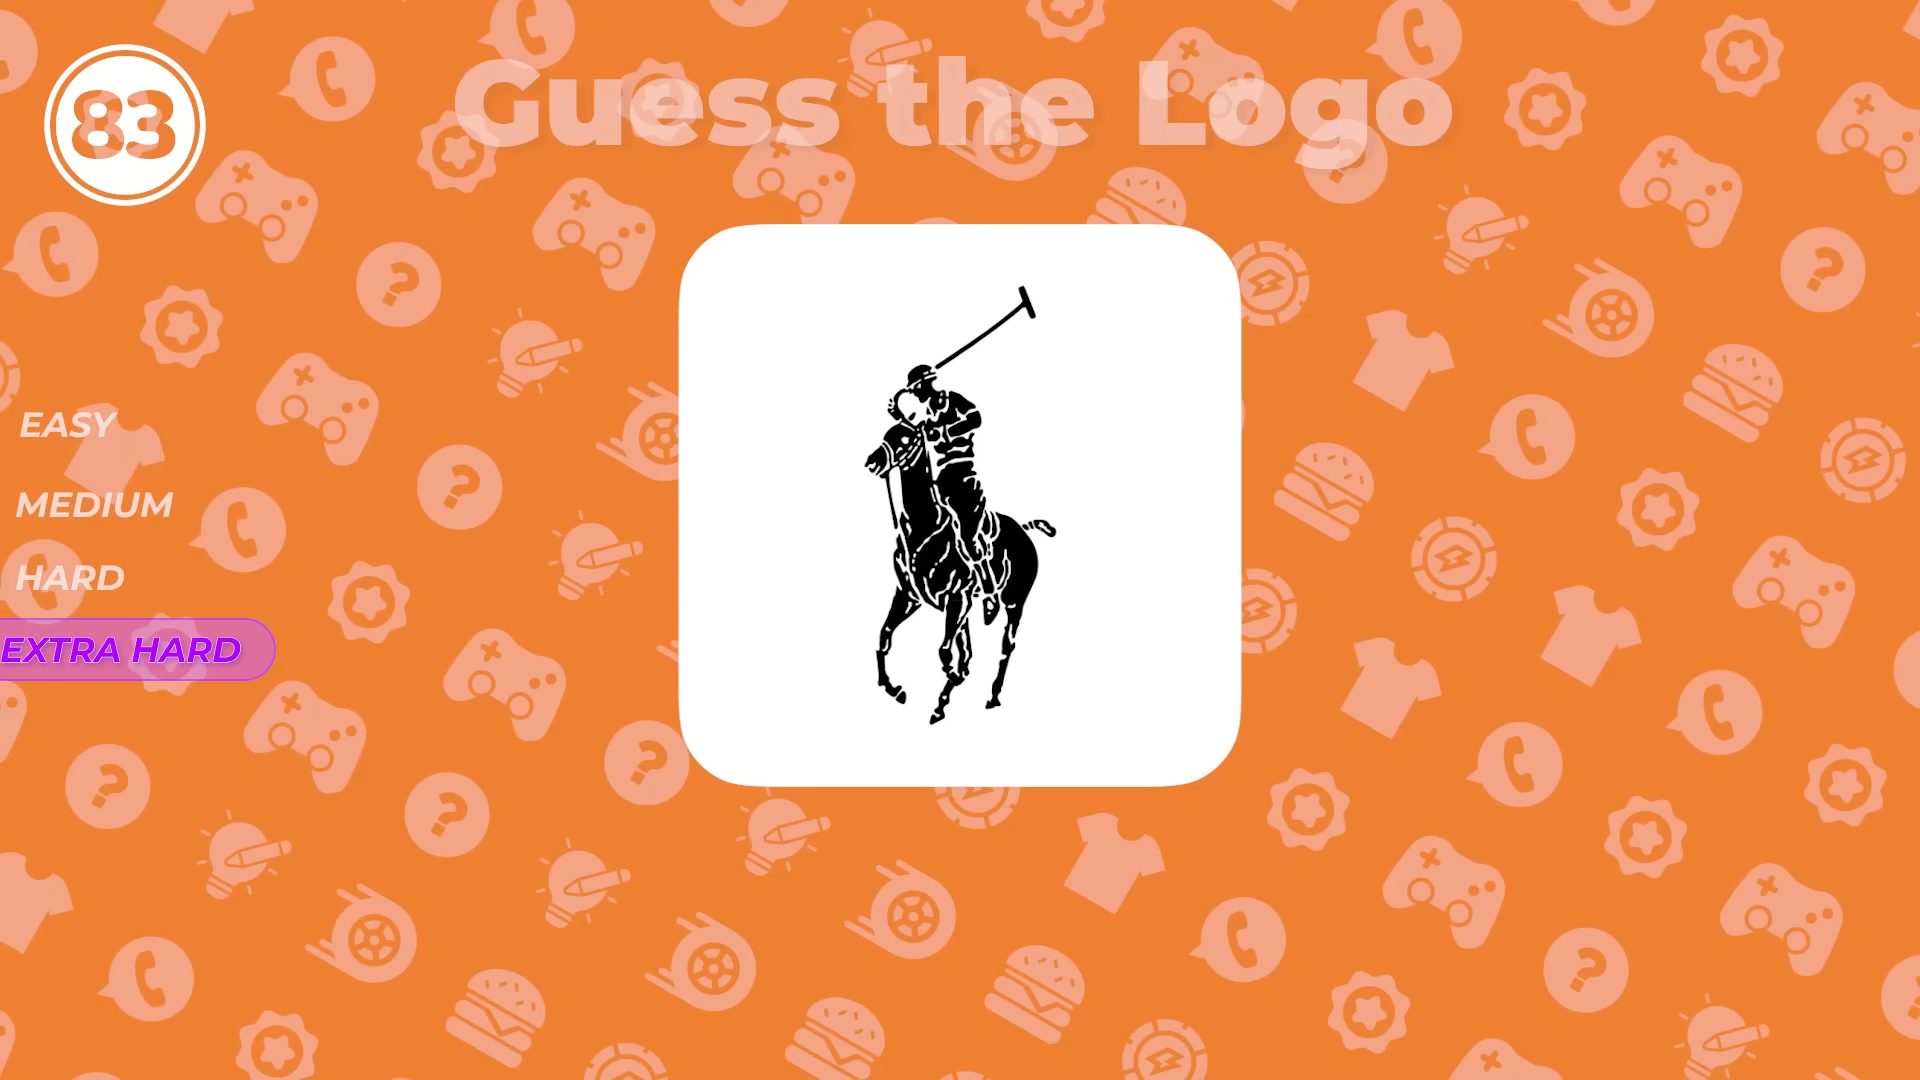 83
Guess the Logo
EASY
MEDIUM
HARD
EXTRA HARD